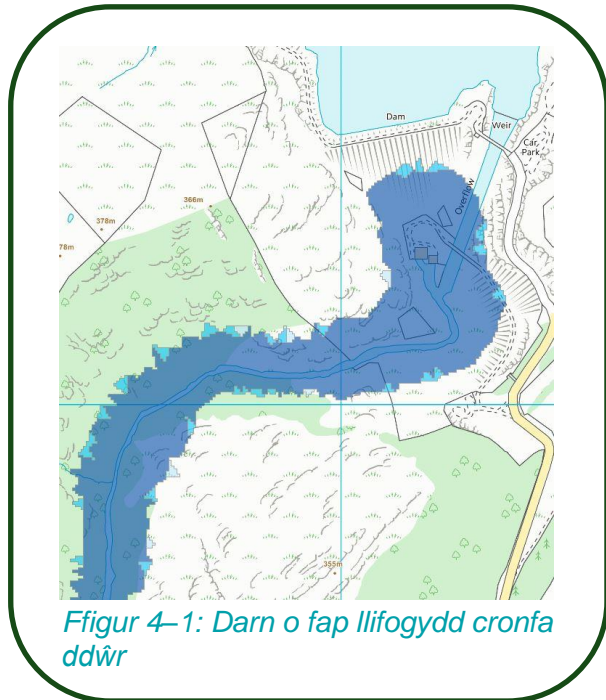 Dam
Weir
Car
Park
Overflow
366m
378m
78m
355m
Ffigur 4–1: Darn o fap llifogydd cronfa
ddŵr